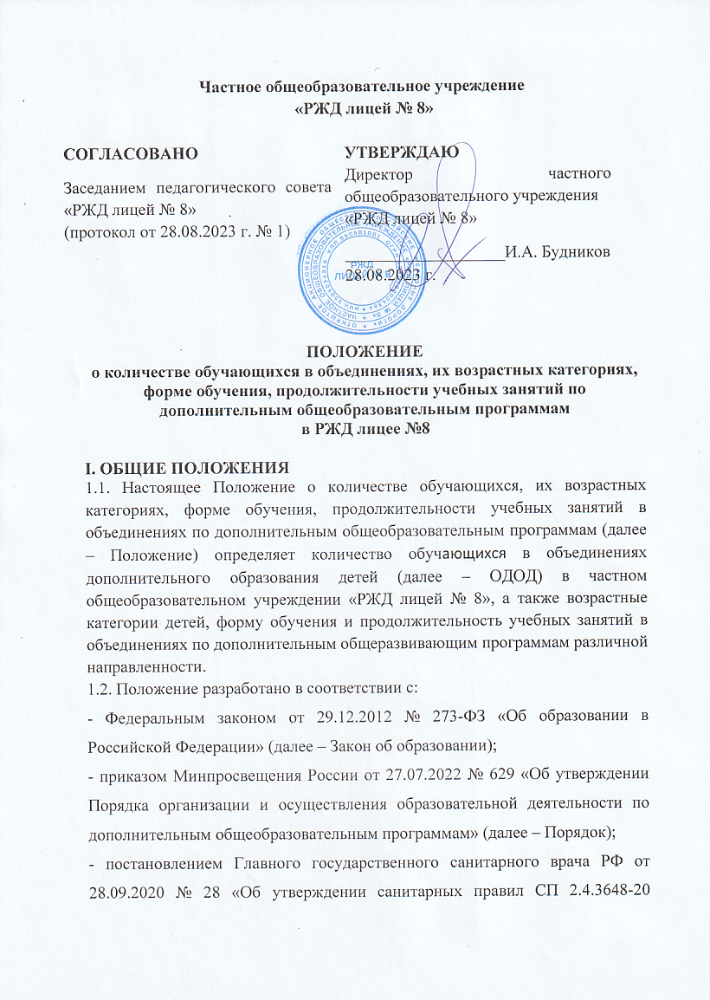 Частное общеобразовательное учреждение
«РЖД лицей № 8»
СОГЛАСОВАНО
Заседанием педагогического совета
«РЖД лицей № 8»
(протокол от 28.08.2023 г. № 1)
УТВЕРЖДАЮ
Директор частного
общеобразовательного учреждения
«РЖД лицей № 8»
И.А. Будников
28.08.2023 г.
РЖД
ПОЛОЖЕНИЕ
о количестве обучающихся в объединениях, их возрастных категориях,
форме обучения, продолжительности учебных занятий по
дополнительным общеобразовательным программам
в РЖД лицее №8
I. ОБЩИЕ ПОЛОЖЕНИЯ
1.1. Настоящее Положение о количестве обучающихся, их возрастных
категориях, форме обучения, продолжительности учебных занятий в
объединениях по дополнительным общеобразовательным программам (далее
– Положение) определяет количество обучающихся в объединениях
дополнительного образования детей (далее – ОДОД) в частном
общеобразовательном учреждении «РЖД лицей № 8», а также возрастные
категории детей, форму обучения и продолжительность учебных занятий в
объединениях по дополнительным общеразвивающим программам различной
направленности.
1.2. Положение разработано в соответствии с:
- Федеральным законом от 29.12.2012 № 273-ФЗ «Об образовании в
Российской Федерации» (далее – Закон об образовании);
- приказом Минпросвещения России от 27.07.2022 № 629 «Об утверждении
Порядка организации и осуществления образовательной деятельности по
дополнительным общеобразовательным программам» (далее – Порядок);
- постановлением Главного государственного санитарного врача РФ от
28.09.2020 № 28 «Об утверждении санитарных правил СП 2.4.3648-20